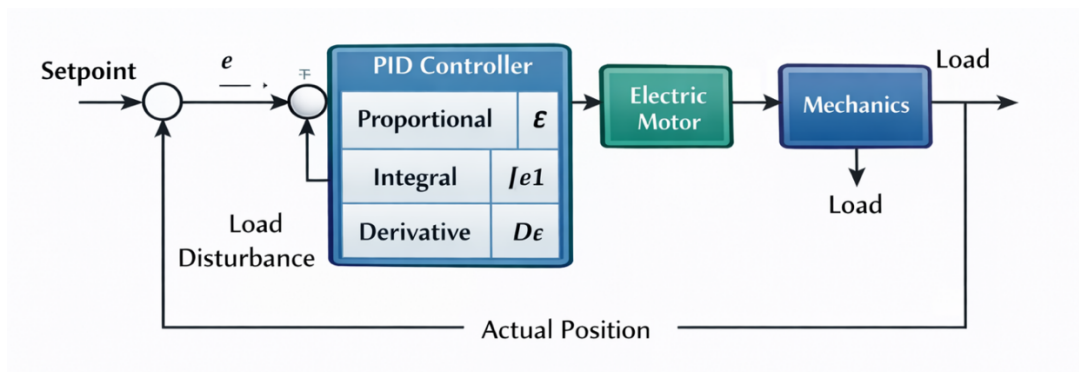 Setpoint
e
∓
PID Controller
Proportional ε
Integral ⌈e1
Derivative Dϵ
Electric
Motor
Mechanics
Load
Load
Load
Disturbance
Actual Position